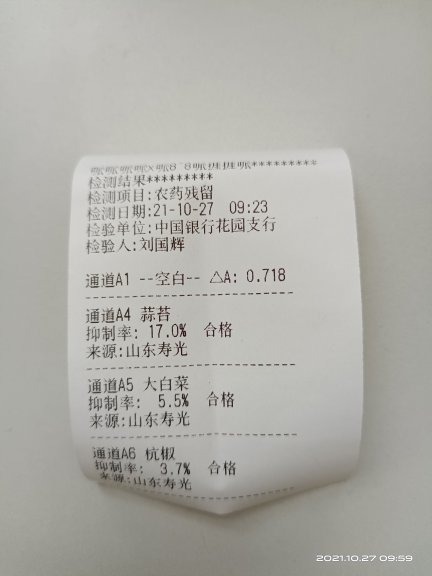 检测结果*********
检测项目:农药残留
检测日期:21-10-27 09:23
检验单位:中国银行花园支行
检验人:刘国辉
通道A1 --空白-- △A: 0.718
通道A4 蒜苔
抑制率: 17.0% 合格
来源:山东寿光
通道A5 大白菜
抑制率: 5.5% 合格
来源:山东寿光
通道A6 杭椒
抑制率: 3.7% 合格
来源:山东寿光
2021.10.27 09:59